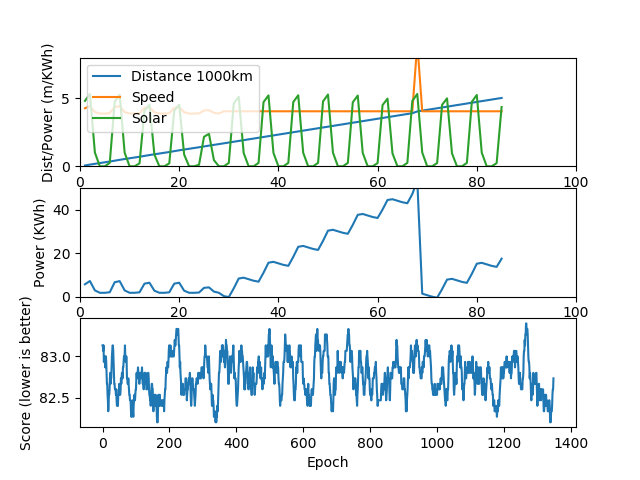 Dist/Power (m/KWh)
5
0
Distance 1000km
Speed
Solar
0 20 40 60 80 100
Power (KWh)
40
20
0
0 20 40 60 80 100
Score (lower is better)
83.0
82.5
0 200 400 600 800 1000 1200 1400
Epoch